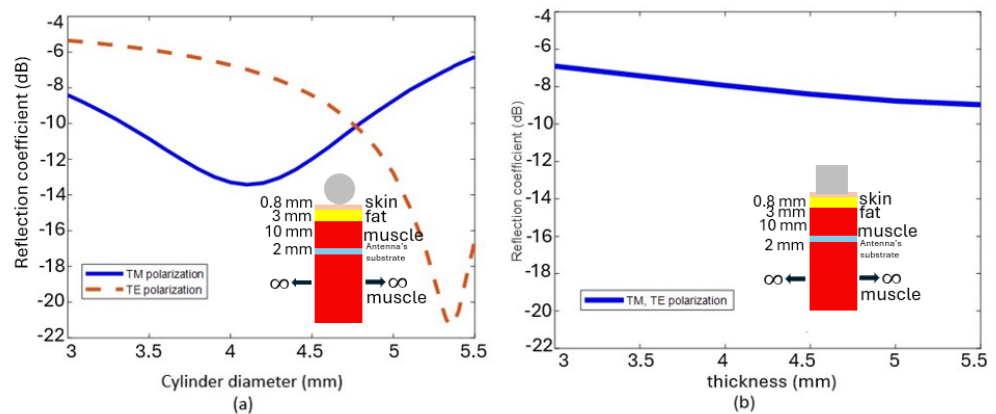 -4
-6
-8
-10
-12
-14
-16
-18
-20
-22
Reflection coefficient (dB)
0.8 mm
3 mm
10 mm
2 mm
skin
fat
muscle
Antenna's
substrate
∞ ∞
muscle
TM polarization
TE polarization
3 3.5 4 4.5 5 5.5
Cylinder diameter (mm)
(a)
-4
-6
-8
-10
-12
-14
-16
-18
-20
-22
Reflection coefficient (dB)
0.8 mm
3 mm
10 mm
2 mm
skin
fat
muscle
Antenna's
substrate
∞ ∞
muscle
TM, TE polarization
3 3.5 4 4.5 5 5.5
thickness (mm)
(b)